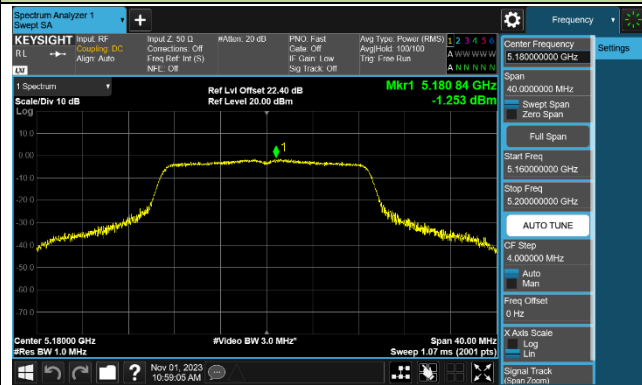 Spectrum Analyzer 1
Swept SA
Frequency
KEYSIGHT
RL
LXI
Input: RF
Coupling: DC
Align: Auto
Input Z: 50 Ω
Corrections: Off
Freq Ref: Int (S)
NFE: Off
#Atten: 20 dB
PNO: Fast
Gate: Off
IF Gain: Low
Sig Track: Off
Avg Type: Power (RMS)
Avg|Hold: 100/100
Trig: Free Run
1 2 3 4 5 6
A W W W W W
A N N N N N
1 Spectrum
Scale/Div 10 dB
Log
Ref Lvl Offset 22.40 dB
Ref Level 20.00 dBm
Mkr1 5.180 84 GHz
-1.253 dBm
10.0
0.00
-10.0
-20.0
-30.0
-40.0
-50.0
-60.0
-70.0
1
Center 5.18000 GHz
#Res BW 1.0 MHz
#Video BW 3.0 MHz*
Span 40.00 MHz
Sweep 1.07 ms (2001 pts)
Nov 01, 2023
10:59:05 AM
Center Frequency
5.180000000 GHz
Settings
Span
40.0000000 MHz
Swept Span
Zero Span
Full Span
Start Freq
5.160000000 GHz
Stop Freq
5.200000000 GHz
AUTO TUNE
CF Step
4.000000 MHz
Auto
Man
Freq Offset
0 Hz
X Axis Scale
Log
Lin
Signal Track
(Span Zoom)